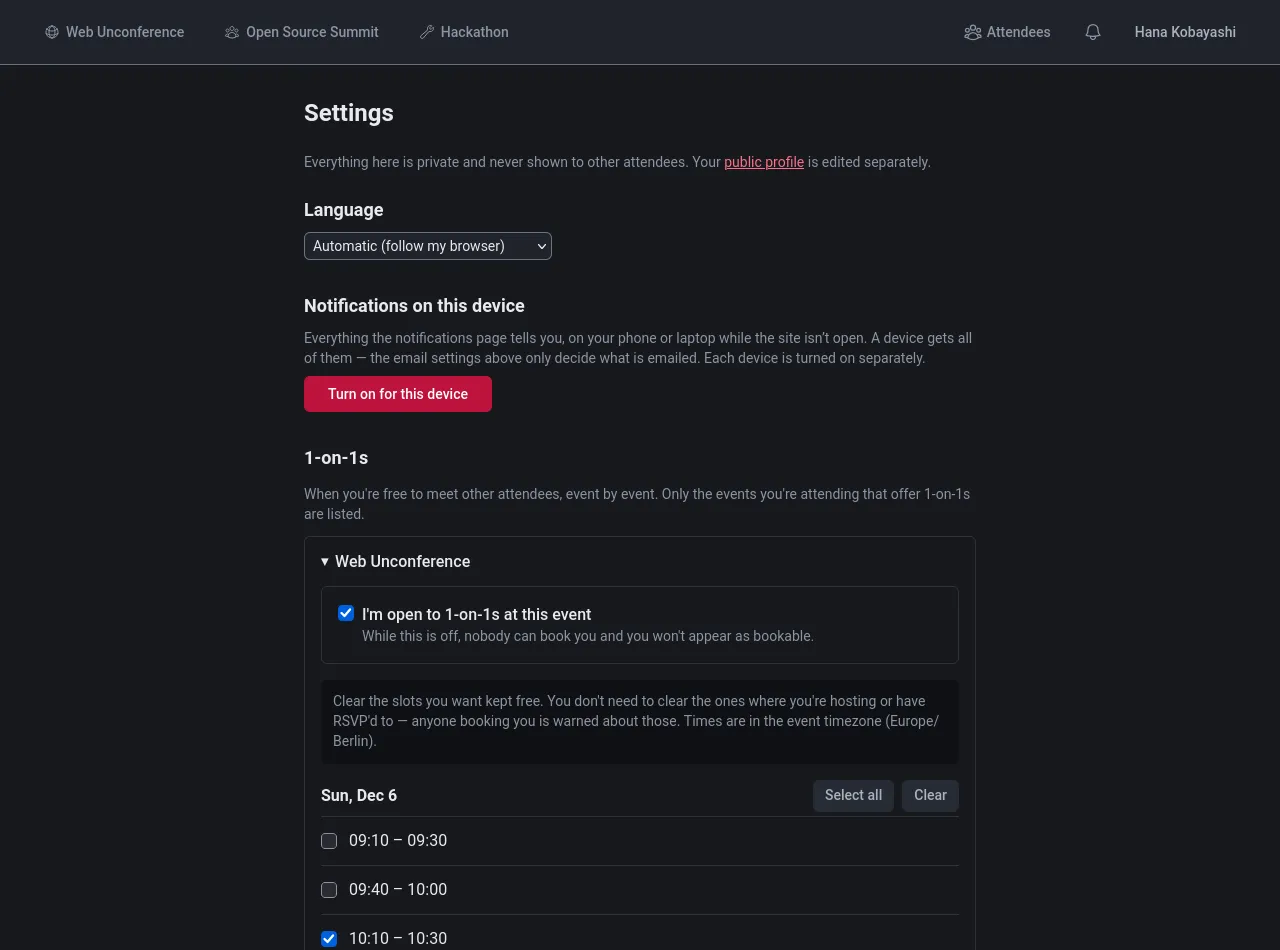 Web Unconference
Open Source Summit
Hackathon
Attendees
Hana Kobayashi
Settings
Everything here is private and never shown to other attendees. Your public profile is edited separately.
Language
Automatic (follow my browser)
Notifications on this device
Everything the notifications page tells you, on your phone or laptop while the site isn’t open. A device gets all
of them — the email settings above only decide what is emailed. Each device is turned on separately.
Turn on for this device
1-on-1s
When you're free to meet other attendees, event by event. Only the events you're attending that offer 1-on-1s
are listed.
▾ Web Unconference
I'm open to 1-on-1s at this event
While this is off, nobody can book you and you won't appear as bookable.
Clear the slots you want kept free. You don't need to clear the ones where you're hosting or have
RSVP'd to — anyone booking you is warned about those. Times are in the event timezone (Europe/
Berlin).
Sun, Dec 6
Select all
Clear
09:10 – 09:30
09:40 – 10:00
10:10 – 10:30